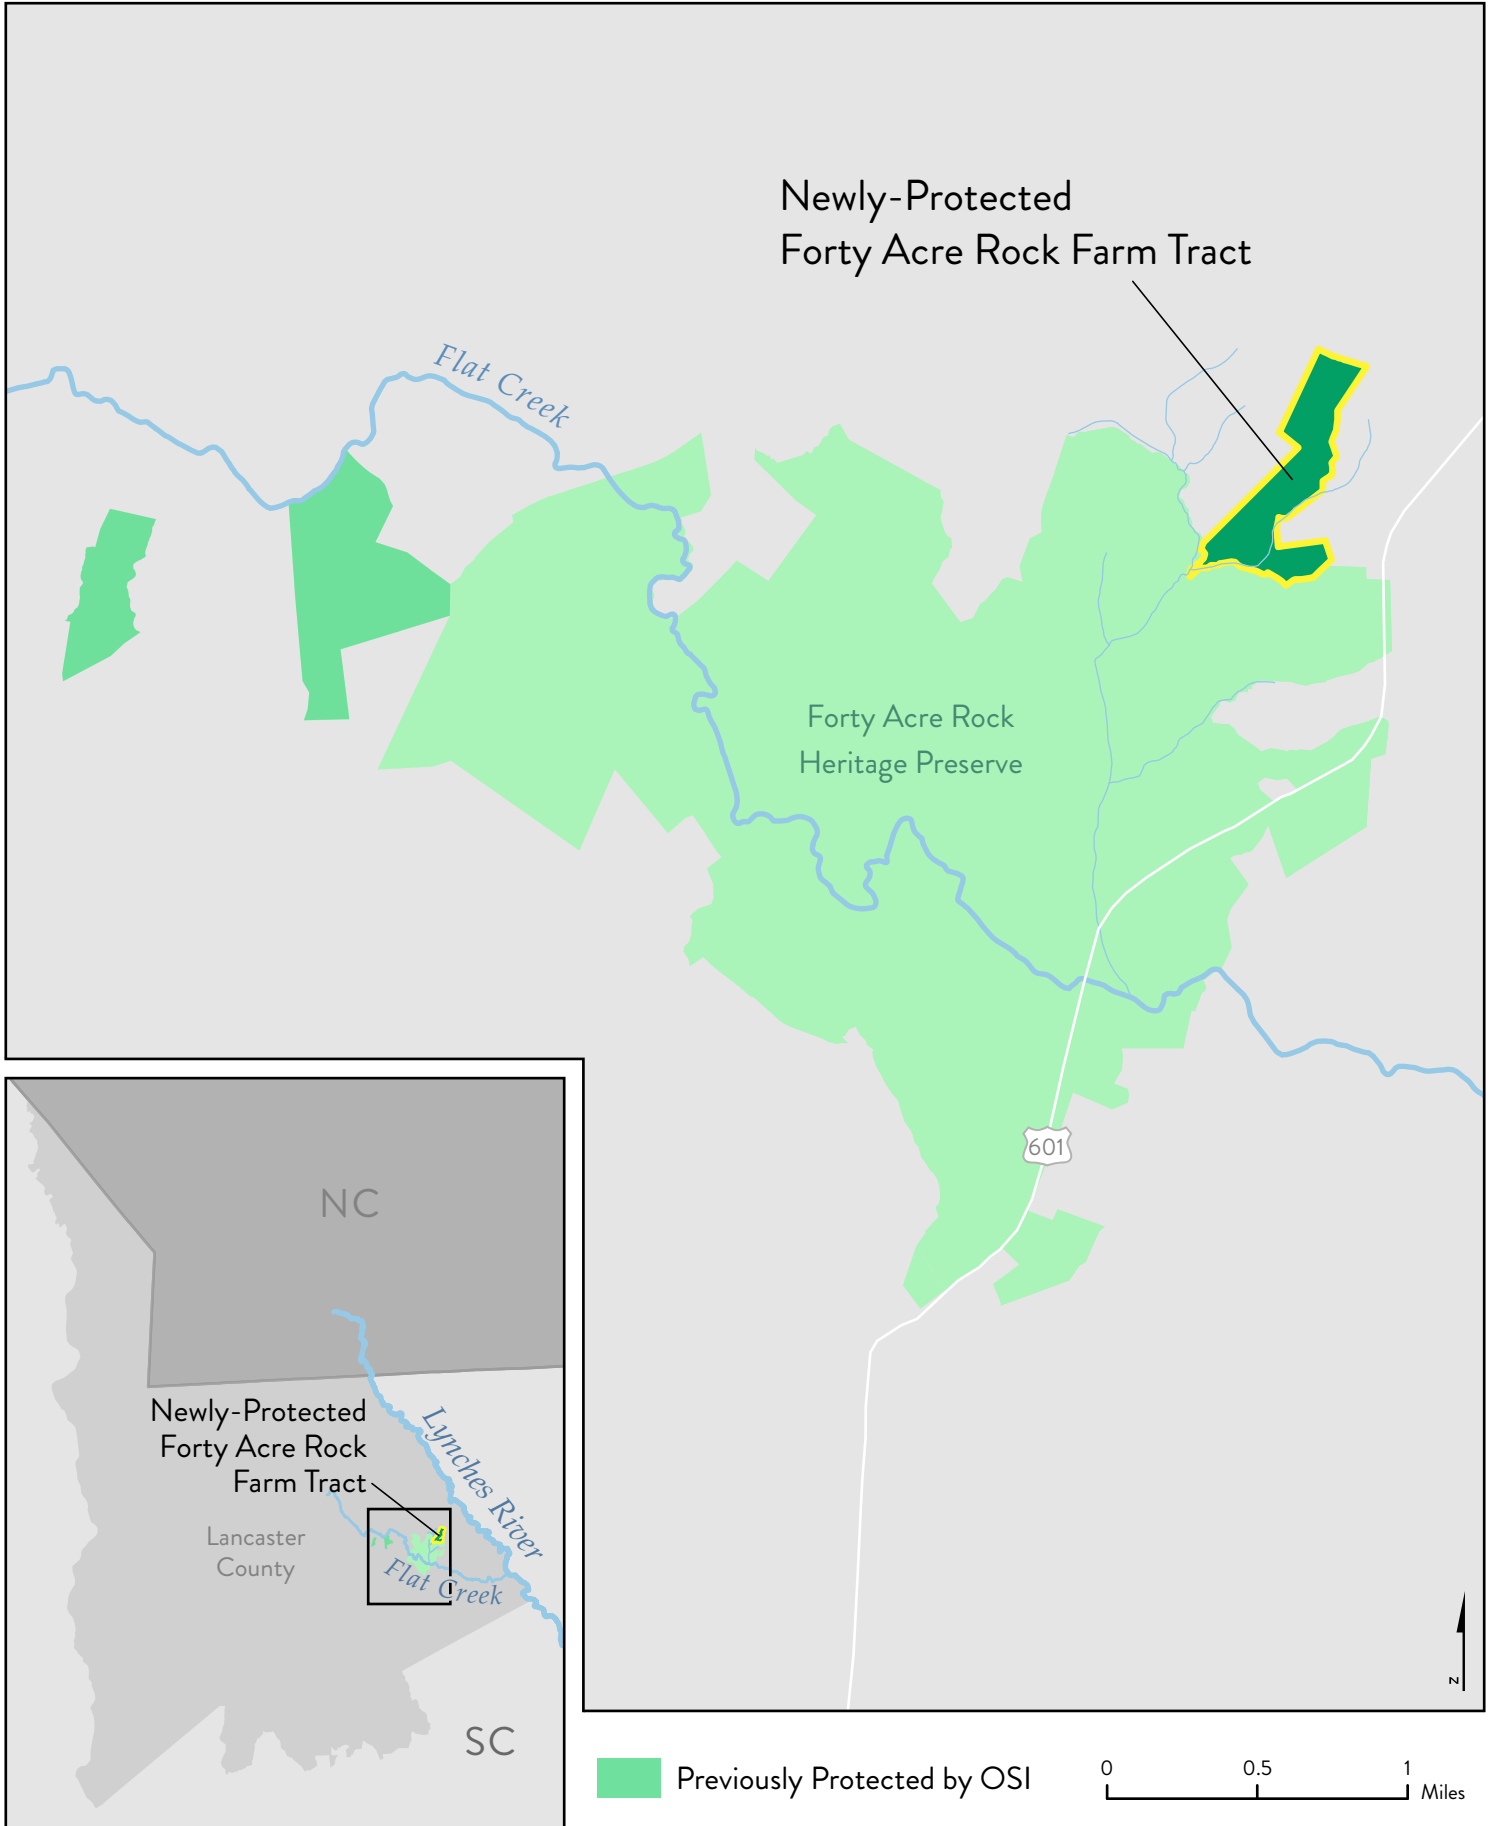 Newly-Protected
Forty Acre Rock Farm Tract
Flat Creek
Forty Acre Rock
Heritage Preserve
601
NC
Newly-Protected
Forty Acre Rock
Farm Tract
Lynches River
Lancaster
County
Flat Creek
SC
N
Previously Protected by OSI
0 0.5 1
Miles